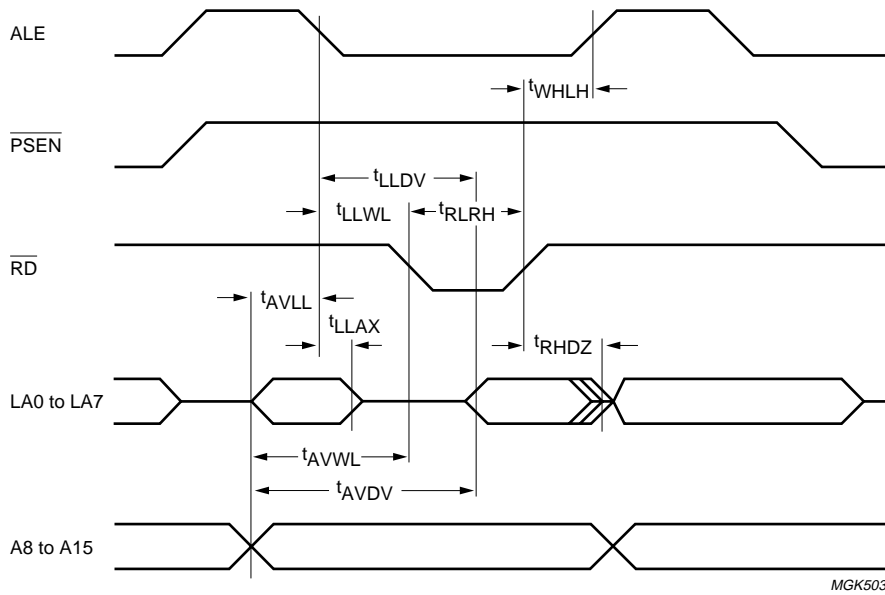 ALE
tWHLH
PSEN
tLLDV
tLLWL tRLRH
RD
tAVLL
tLLAX
tRHDZ
LA0 to LA7
tAVWL
tAVDV
A8 to A15
MGK503